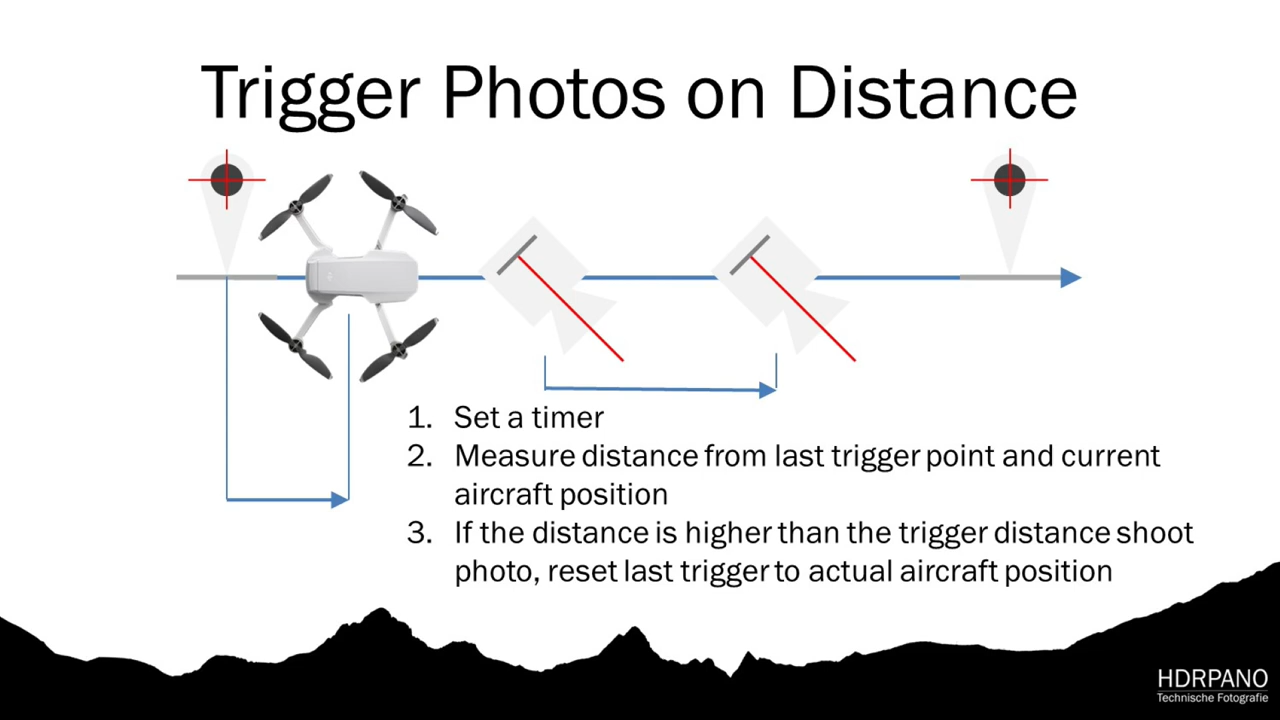 Trigger Photos on Distance
1. Set a timer
2. Measure distance from last trigger point and current
aircraft position
3. If the distance is higher than the trigger distance shoot
photo, reset last trigger to actual aircraft position
HDRPANO
Technische Fotografie